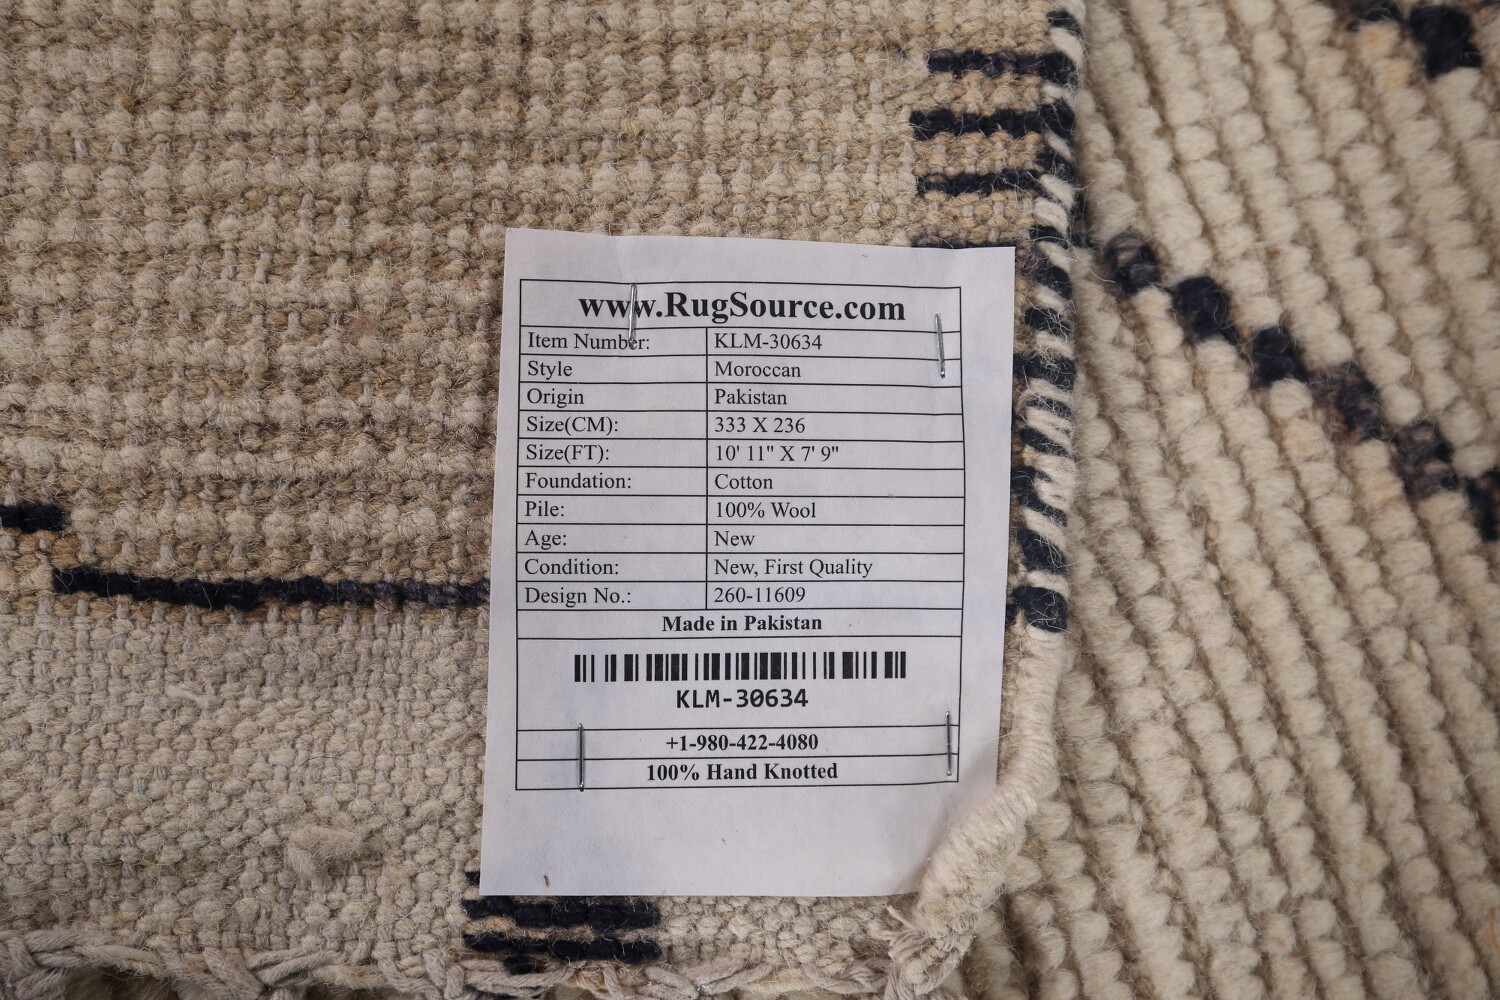 www.RugSource.com
Item Number: KLM-30634
Style Moroccan
Origin Pakistan
Size(CM): 333 X 236
Size(FT): 10' 11" X 7' 9"
Foundation: Cotton
Pile: 100% Wool
Age: New
Condition: New, First Quality
Design No.: 260-11609
Made in Pakistan
KLM-30634
+1-980-422-4080
100% Hand Knotted